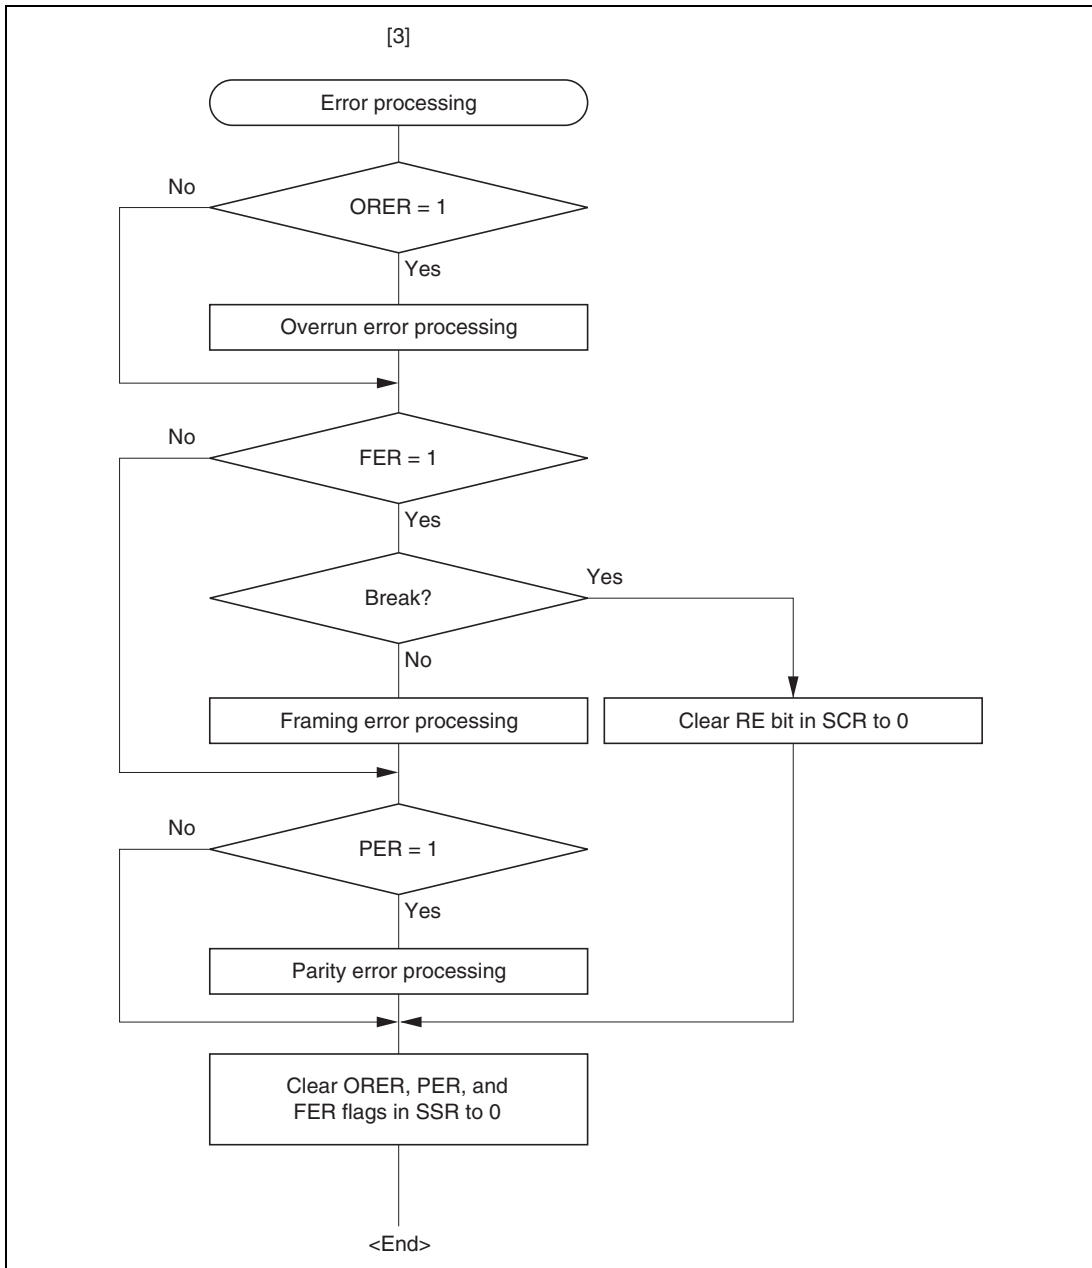 [3]
Error processing
No
ORER = 1
Yes
Overrun error processing
No
FER = 1
Yes
Break?
Yes
No
Framing error processing
Clear RE bit in SCR to 0
No
PER = 1
Yes
Parity error processing
Clear ORER, PER, and
FER flags in SSR to 0
<End>